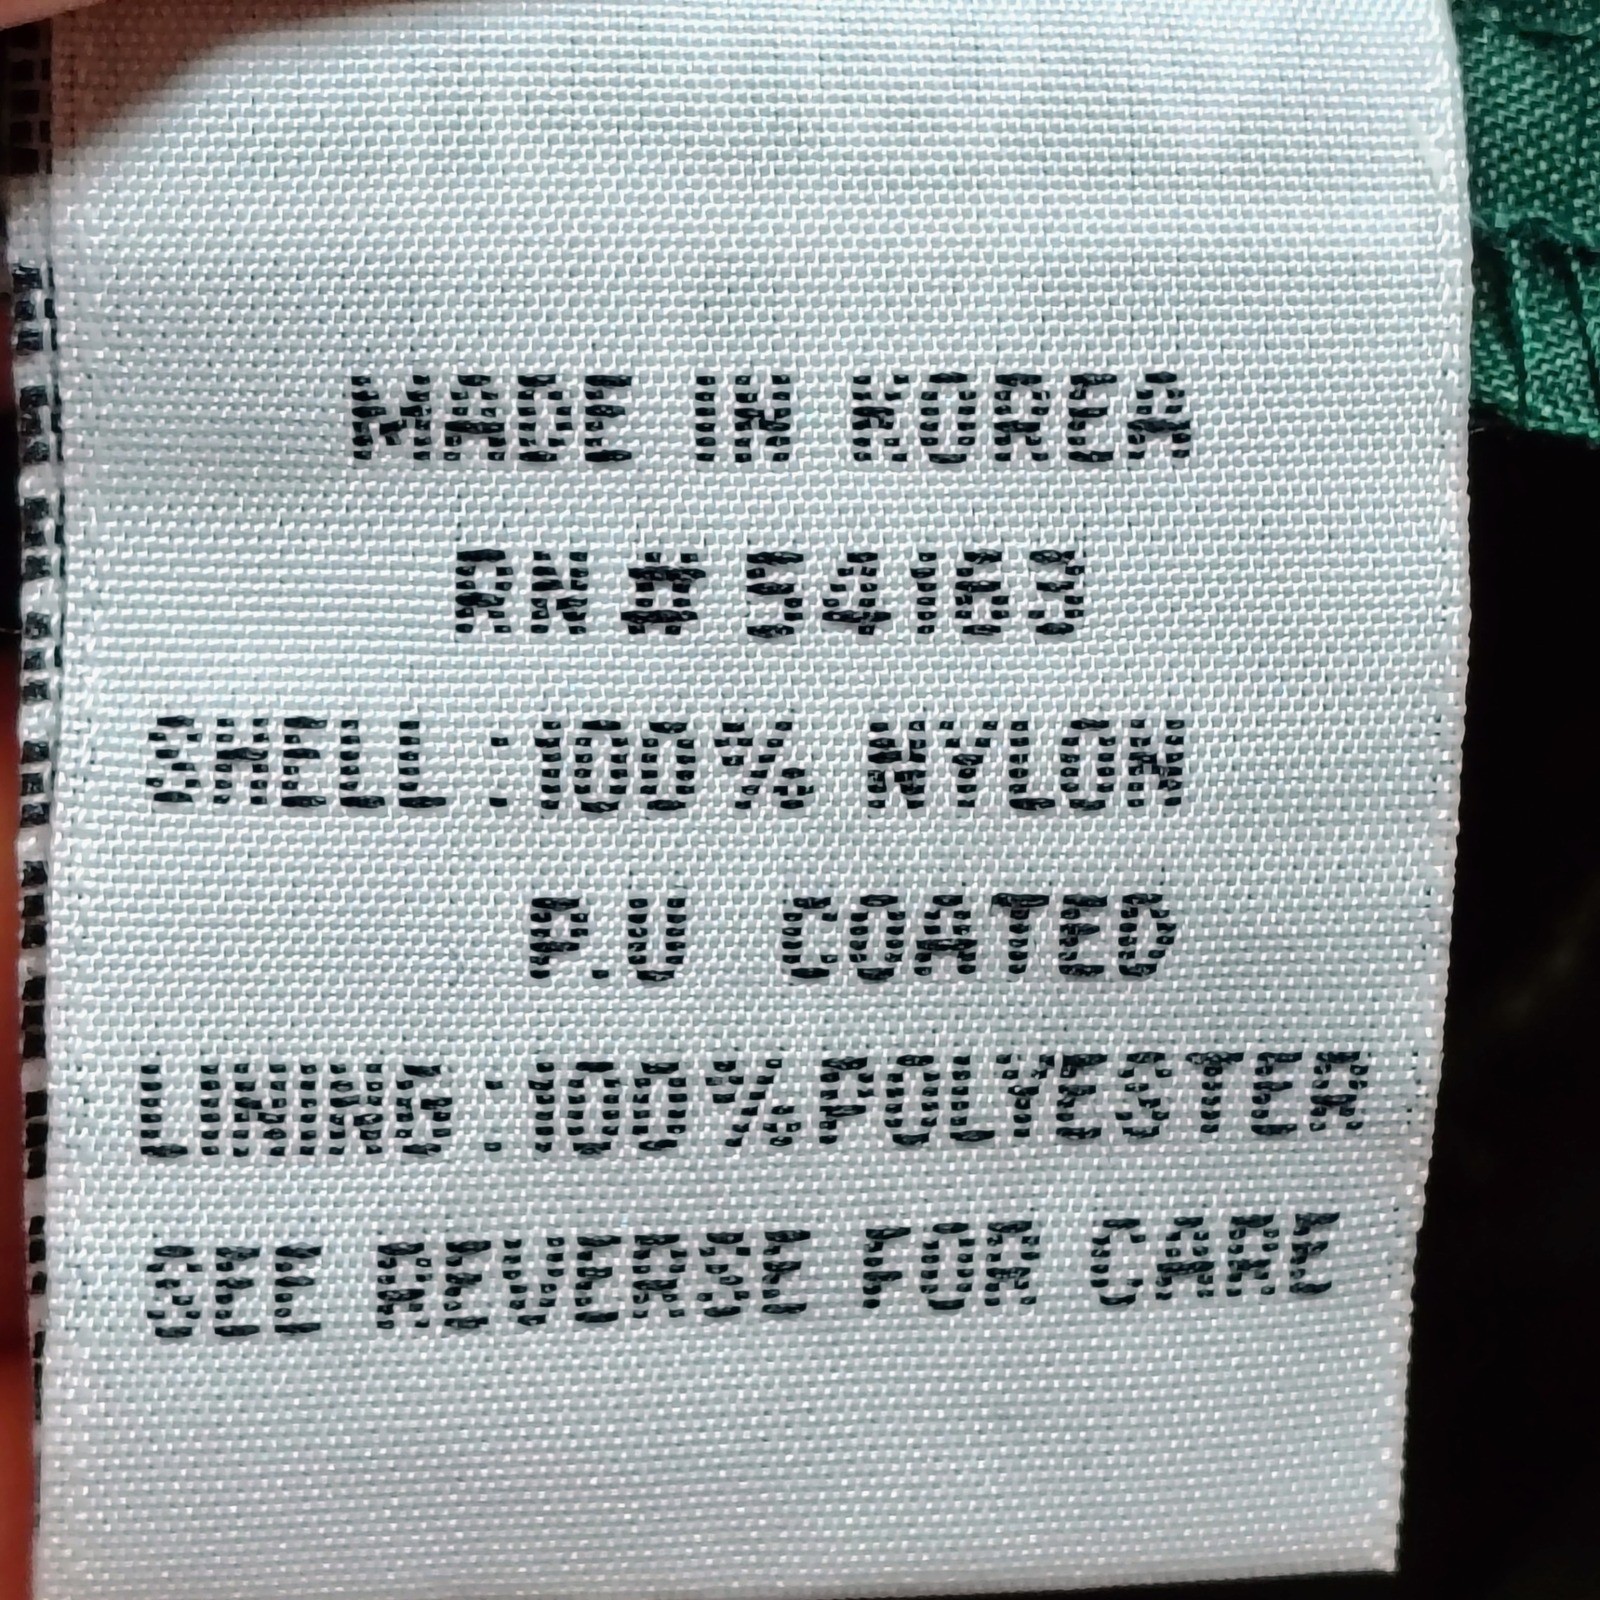 MADE IN KOREA
RN # 54163
SHELL :100% NYLON
P.U COATED
LINING :100% POLYESTER
SEE REVERSE FOR CARE